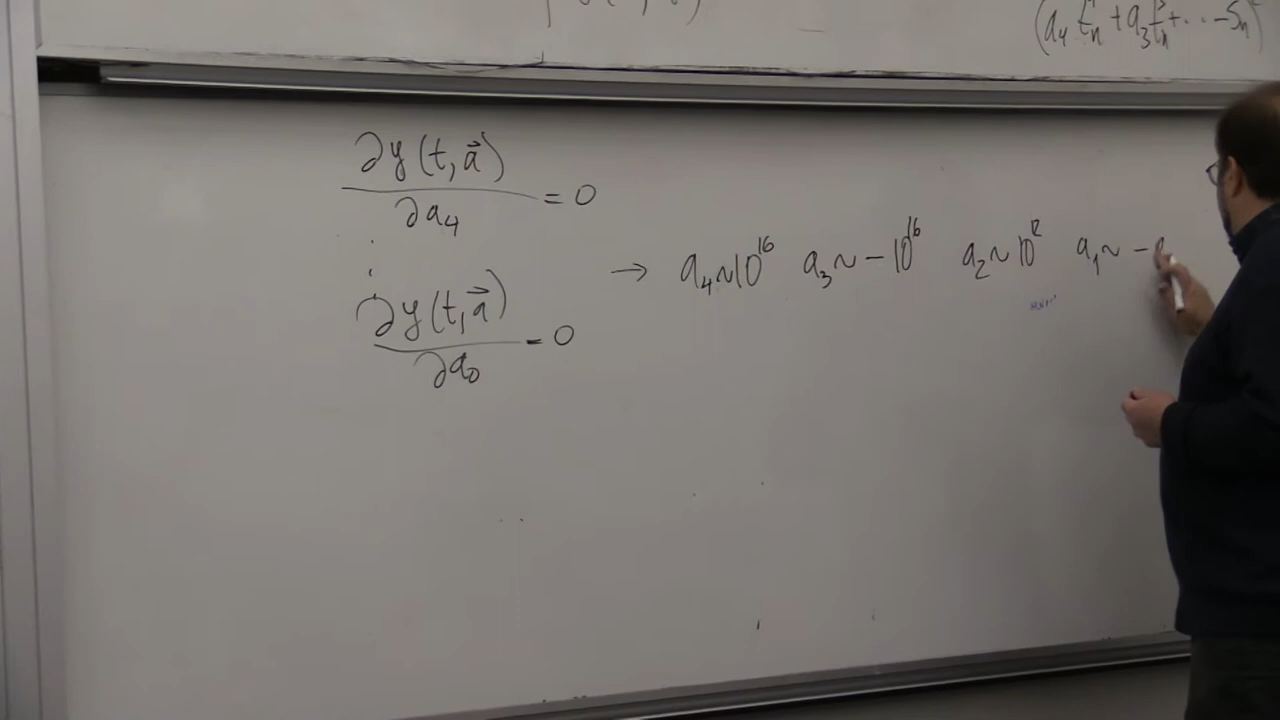 (a₄ tₙ⁴ + a₃ tₙ³ + ... - Sₙ)
∂y(t, a⃗)/∂a₄ = 0
⋮
∂y(t, a⃗)/∂a₀ = 0
→ a₄ ~ 10¹⁶ a₃ ~ - 10¹⁶ a₂ ~ 10¹² a₁ ~ -